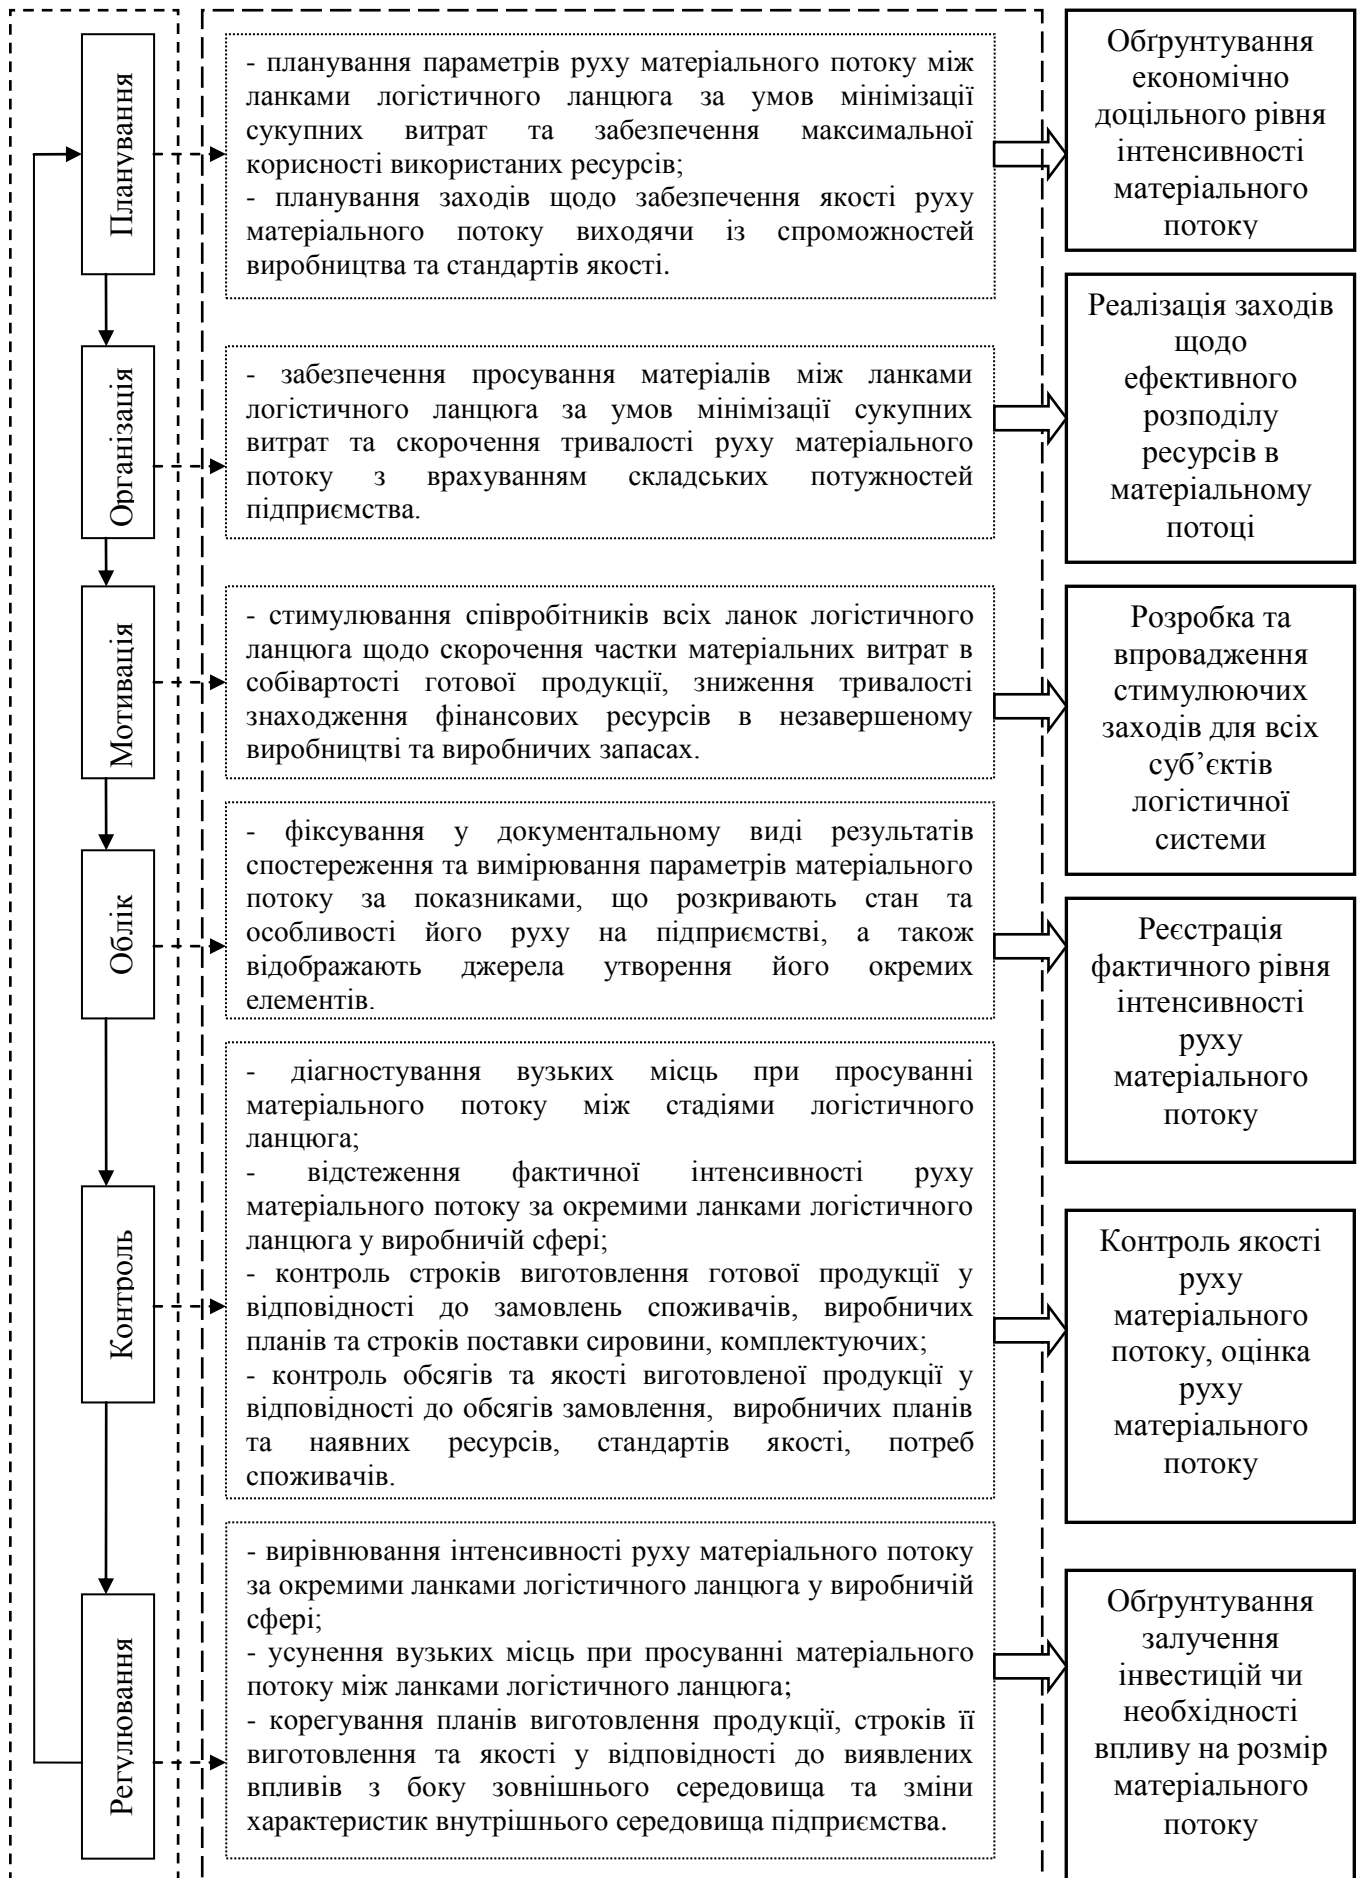 Планування
- планування параметрів руху матеріального потоку між
ланками логістичного ланцюга за умов мінімізації
сукупних витрат та забезпечення максимальної
корисності використаних ресурсів;
- планування заходів щодо забезпечення якості руху
матеріального потоку виходячи із спроможностей
виробництва та стандартів якості.
Обґрунтування
економічно
доцільного рівня
інтенсивності
матеріального
потоку
Організація
- забезпечення просування матеріалів між ланками
логістичного ланцюга за умов мінімізації сукупних
витрат та скорочення тривалості руху матеріального
потоку з врахуванням складських потужностей
підприємства.
Реалізація заходів
щодо
ефективного
розподілу
ресурсів в
матеріальному
потоці
Мотивація
- стимулювання співробітників всіх ланок логістичного
ланцюга щодо скорочення частки матеріальних витрат в
собівартості готової продукції, зниження тривалості
знаходження фінансових ресурсів в незавершеному
виробництві та виробничих запасах.
Розробка та
впровадження
стимулюючих
заходів для всіх
суб’єктів
логістичної
системи
Облік
- фіксування у документальному виді результатів
спостереження та вимірювання параметрів матеріального
потоку за показниками, що розкривають стан та
особливості його руху на підприємстві, а також
відображають джерела утворення його окремих
елементів.
Реєстрація
фактичного рівня
інтенсивності
руху
матеріального
потоку
Контроль
- діагностування вузьких місць при просуванні
матеріального потоку між стадіями логістичного
ланцюга;
- відстеження фактичної інтенсивності руху
матеріального потоку за окремими ланками логістичного
ланцюга у виробничій сфері;
- контроль строків виготовлення готової продукції у
відповідності до замовлень споживачів, виробничих
планів та строків поставки сировини, комплектуючих;
- контроль обсягів та якості виготовленої продукції у
відповідності до обсягів замовлення, виробничих планів
та наявних ресурсів, стандартів якості, потреб
споживачів.
Контроль якості
руху
матеріального
потоку, оцінка
руху
матеріального
потоку
Регулювання
- вирівнювання інтенсивності руху матеріального потоку
за окремими ланками логістичного ланцюга у виробничій
сфері;
- усунення вузьких місць при просуванні матеріального
потоку між ланками логістичного ланцюга;
- корегування планів виготовлення продукції, строків її
виготовлення та якості у відповідності до виявлених
впливів з боку зовнішнього середовища та зміни
характеристик внутрішнього середовища підприємства.
Обґрунтування
залучення
інвестицій чи
необхідності
впливу на розмір
матеріального
потоку